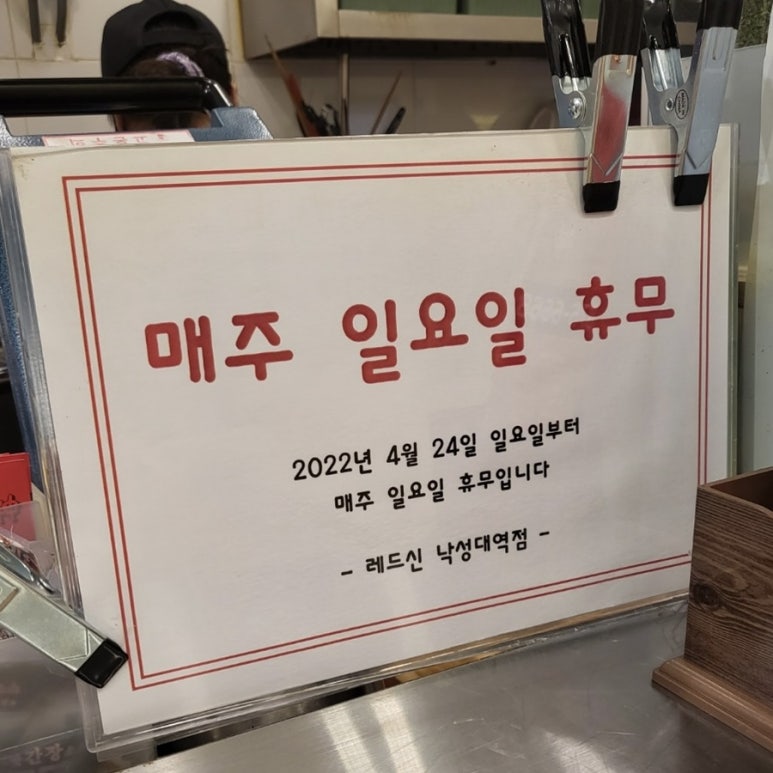 매주 일요일 휴무
2022년 4월 24일 일요일부터
매주 일요일 휴무입니다
- 레드신 낙성대역점 -
간장